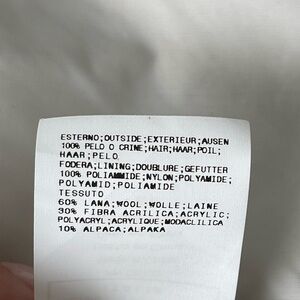 ESTERNO;OUTSIDE;EXTERIEUR;AUSEN
100% PELO O CRINE;HAIR;HAAR;POIL;
HAAR;PELO
FODERA;LINING;DOUBLURE;GEFUTTER
100% POLIAMMIDE;NYLON;POLYAMIDE;
POLYAMID;POLIAMIDE
TESSUTO
60% LANA;WOOL;WOLLE;LAINE
30% FIBRA ACRILICA;ACRYLIC;
POLYACRYL;ACRYLIQUE;MODACLILICA
10% ALPACA;ALPAKA